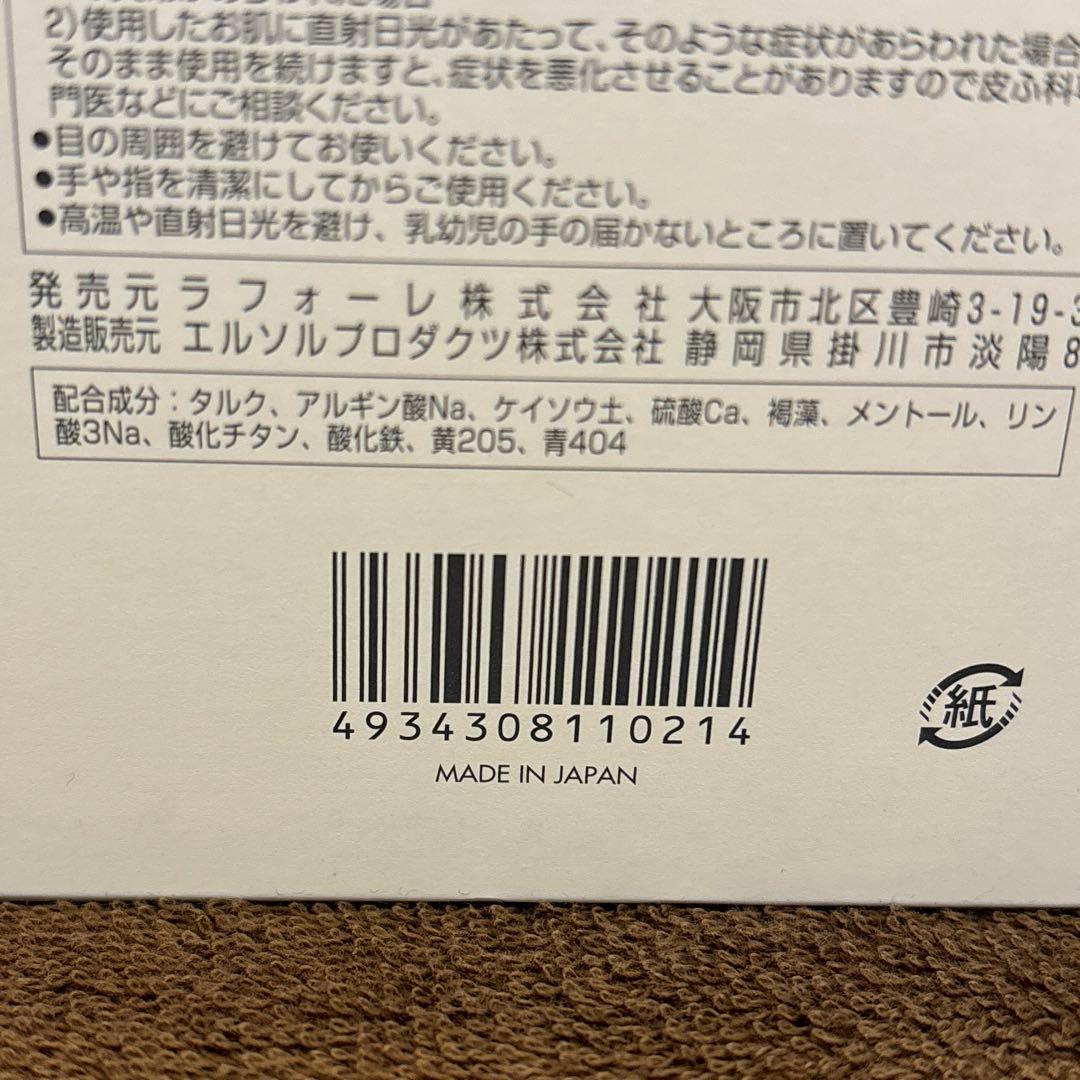 2)使用したお肌に直射日光があたって、そのような症状があらわれた場合
そのまま使用を続けますと、症状を悪化させることがありますので皮ふ科専
門医などにご相談ください。
●目の周囲を避けてお使いください。
●手や指を清潔にしてからご使用ください。
●高温や直射日光を避け、乳幼児の手の届かないところに置いてください。
発売元 ラフォーレ株式会社 大阪市北区豊崎3-19-3
製造販売元 エルソルプロダクツ株式会社 静岡県掛川市淡陽8
配合成分：タルク、アルギン酸Na、ケイソウ土、硫酸Ca、褐藻、メントール、リン
酸3Na、酸化チタン、酸化鉄、黄205、青404
4934308110214
MADE IN JAPAN
紙